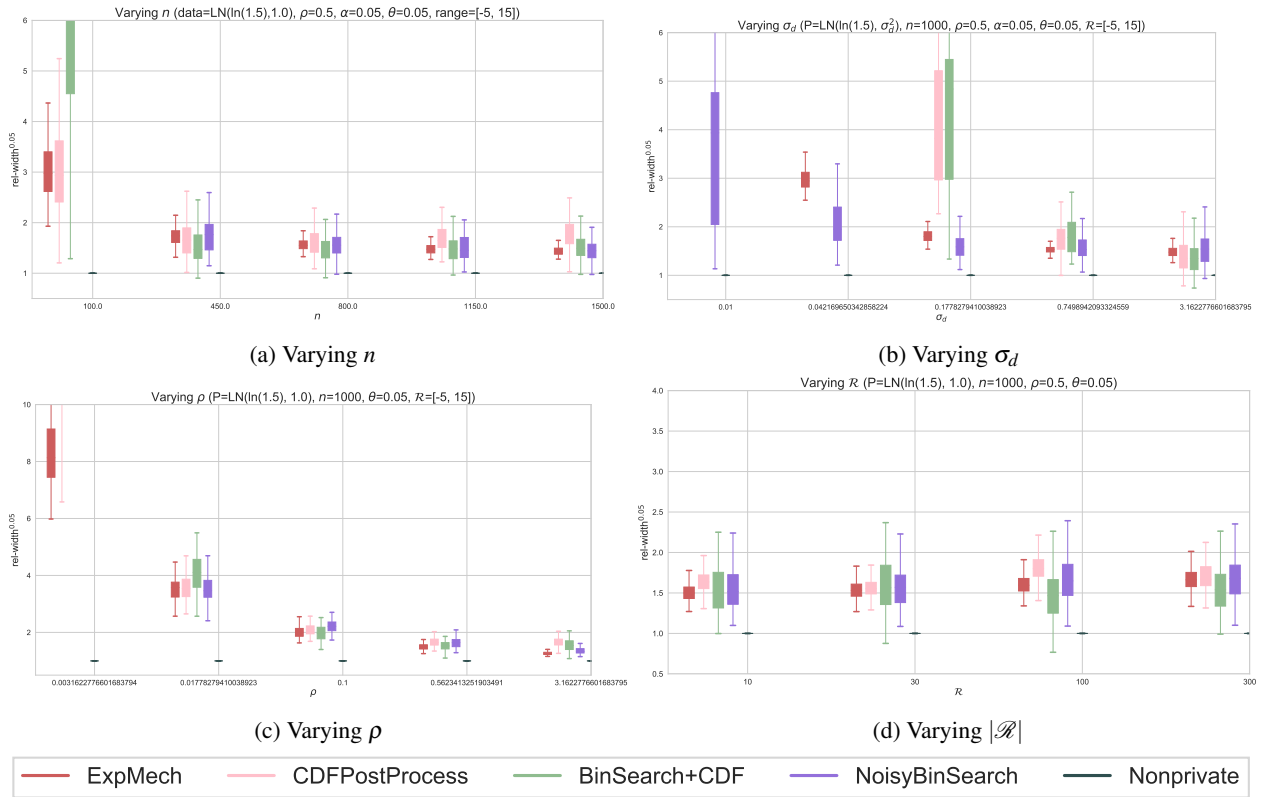 Varying n (data=LN(ln(1.5),1.0), ρ=0.5, α=0.05, θ=0.05, range=[-5, 15])
6
5
4
3
2
1
rel-width^0.05
100.0 450.0 800.0 1150.0 1500.0
n
(a) Varying n
Varying σ_d (P=LN(ln(1.5), σ_d^2), n=1000, ρ=0.5, α=0.05, θ=0.05, ℛ=[-5, 15])
6
5
4
3
2
1
rel-width^0.05
0.01 0.042169650342858224 0.1778279410038923 0.7498942093324559 3.1622776601683795
σ_d
(b) Varying σ_d
Varying ρ (P=LN(ln(1.5), 1.0), n=1000, θ=0.05, ℛ=[-5, 15])
10
8
6
4
2
rel-width^0.05
0.0031622776601683794 0.01778279410038923 0.1 0.5623413251903491 3.1622776601683795
ρ
(c) Varying ρ
Varying ℛ (P=LN(ln(1.5), 1.0), n=1000, ρ=0.5, θ=0.05)
4.0
3.5
3.0
2.5
2.0
1.5
1.0
0.5
rel-width^0.05
10 30 100 300
ℛ
(d) Varying |ℛ|
ExpMech CDFPostProcess BinSearch+CDF NoisyBinSearch Nonprivate